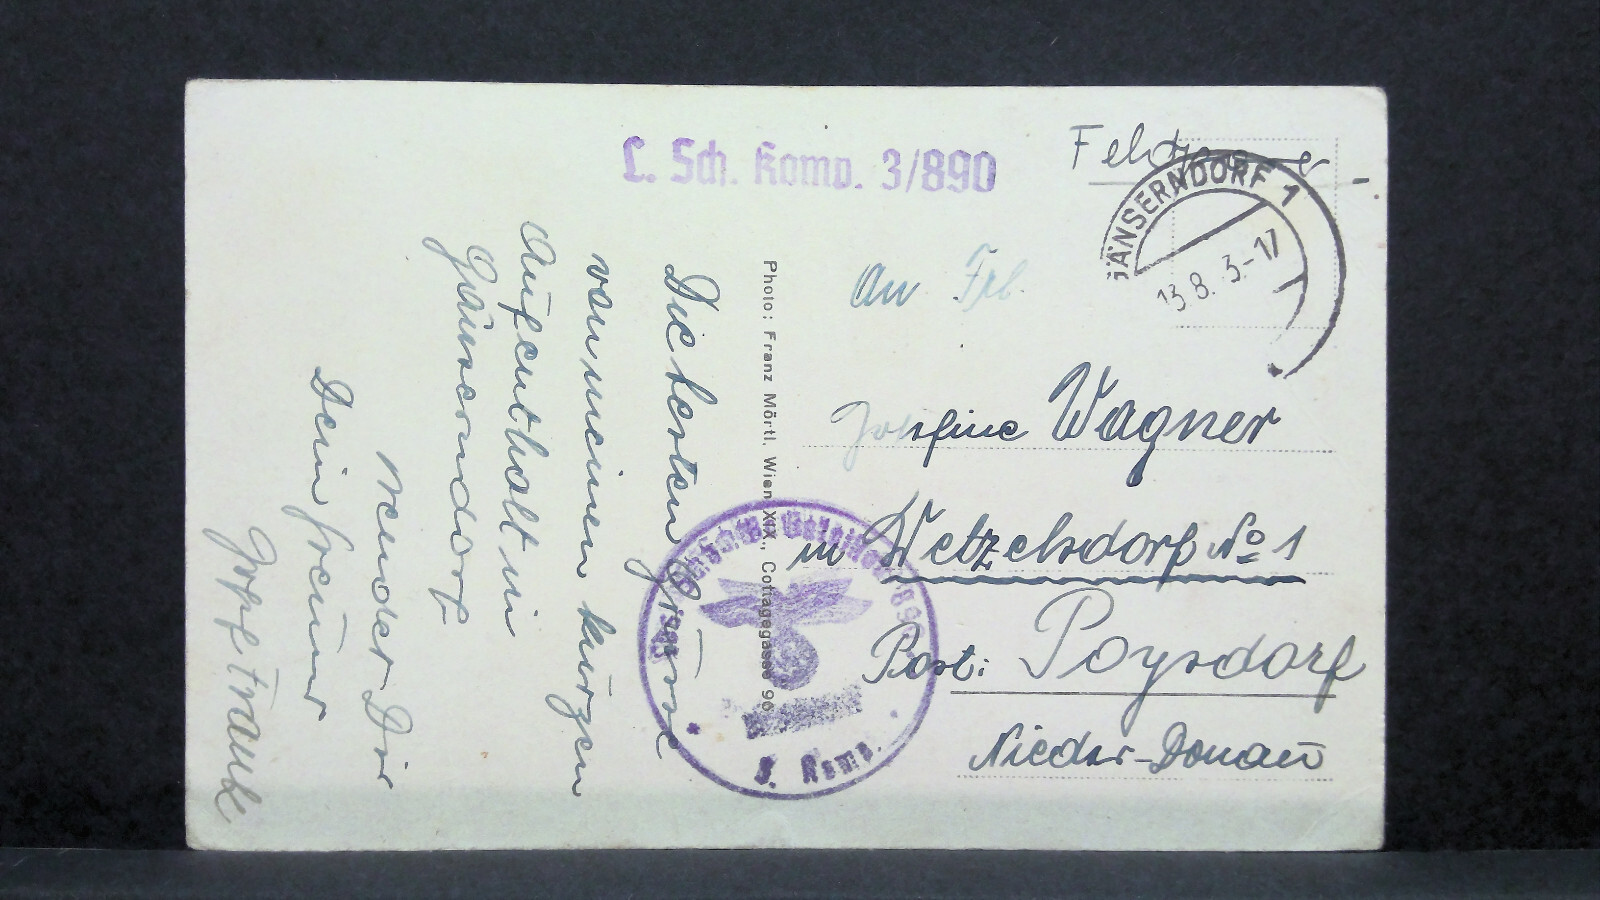 L. Sch. Komp. 3/890
Feldpost
GÄNSERNDORF 1
13.8. 3.-17
An Frl.
Josefine Wagner
in Wetzelsdorf No 1
Post: Poysdorf
Nieder-Donau
Photo: Franz Mörtl. Wien XIX., Cottagegasse 90
3. Komp.
Die besten Grüsse
von meinen kurzen
Aufenthalt in
Gänserndorf
sendet Dir
Dein Freund